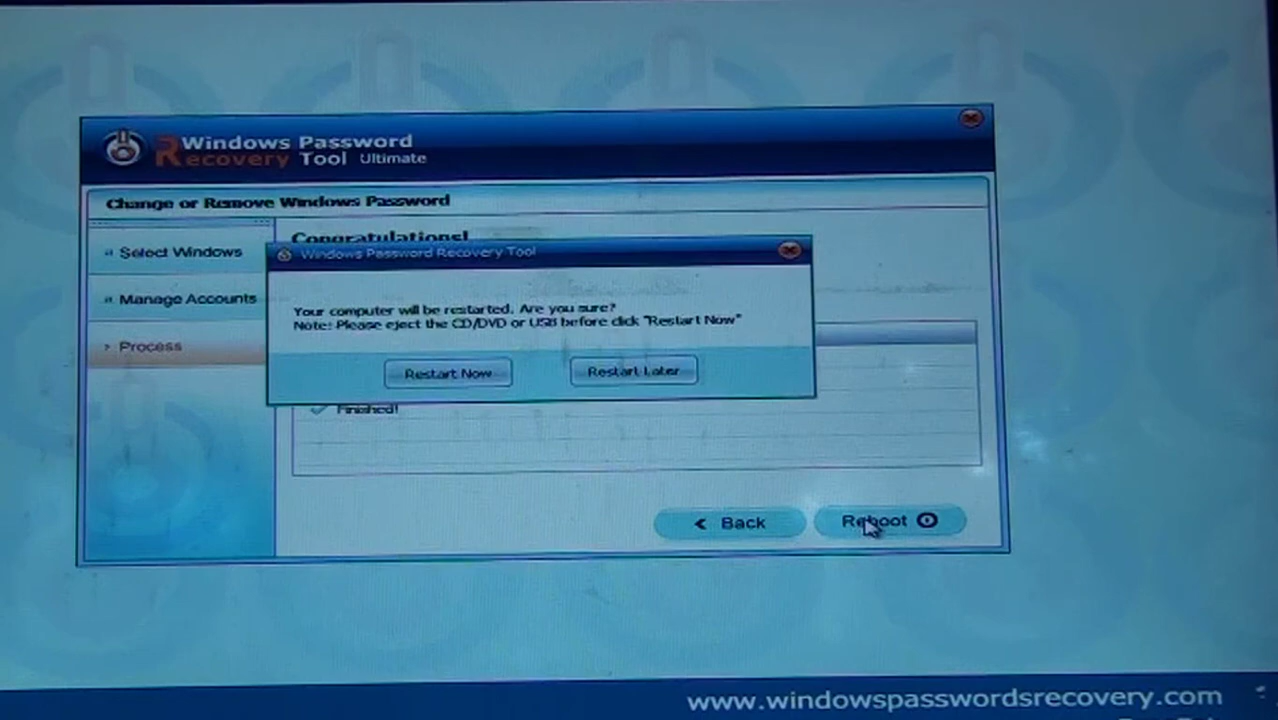 Windows Password
Recovery Tool Ultimate
Change or Remove Windows Password
Select Windows
Manage Accounts
Process
Congratulations!
Windows Password Recovery Tool
Your computer will be restarted. Are you sure?
Note: Please eject the CD/DVD or USB before click "Restart Now"
Restart Now
Restart Later
Finished!
Back
Reboot
www.windowspasswordsrecovery.com